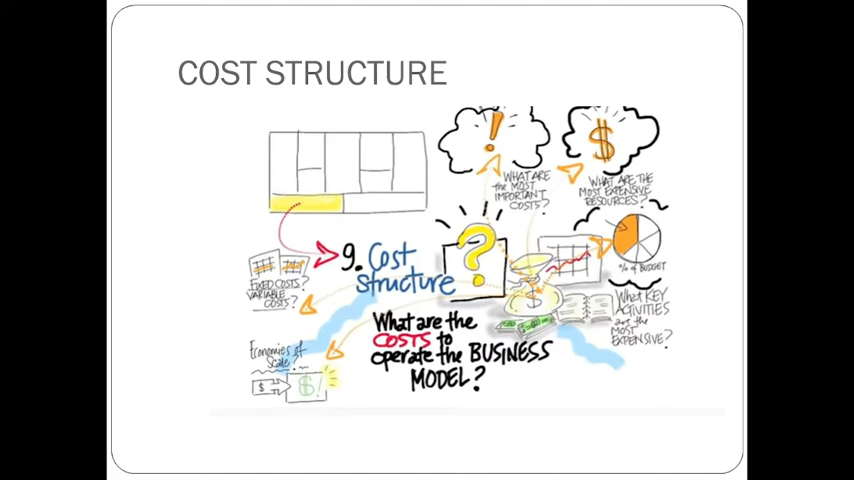 COST STRUCTURE
!
$
WHAT ARE
the MOST
IMPORTANT
COSTS?
WHAT ARE THE
MOST EXPENSIVE
RESOURCES?
% of BUDGET
?
9. Cost
structure
FIXED COSTS?
VARIABLE
COSTS?
$
What KEY
ACTIVITIES
are the
MOST
EXPENSIVE?
What are the
COSTS to
operate the BUSINESS
MODEL?
Economies of
Scale?
$
$!